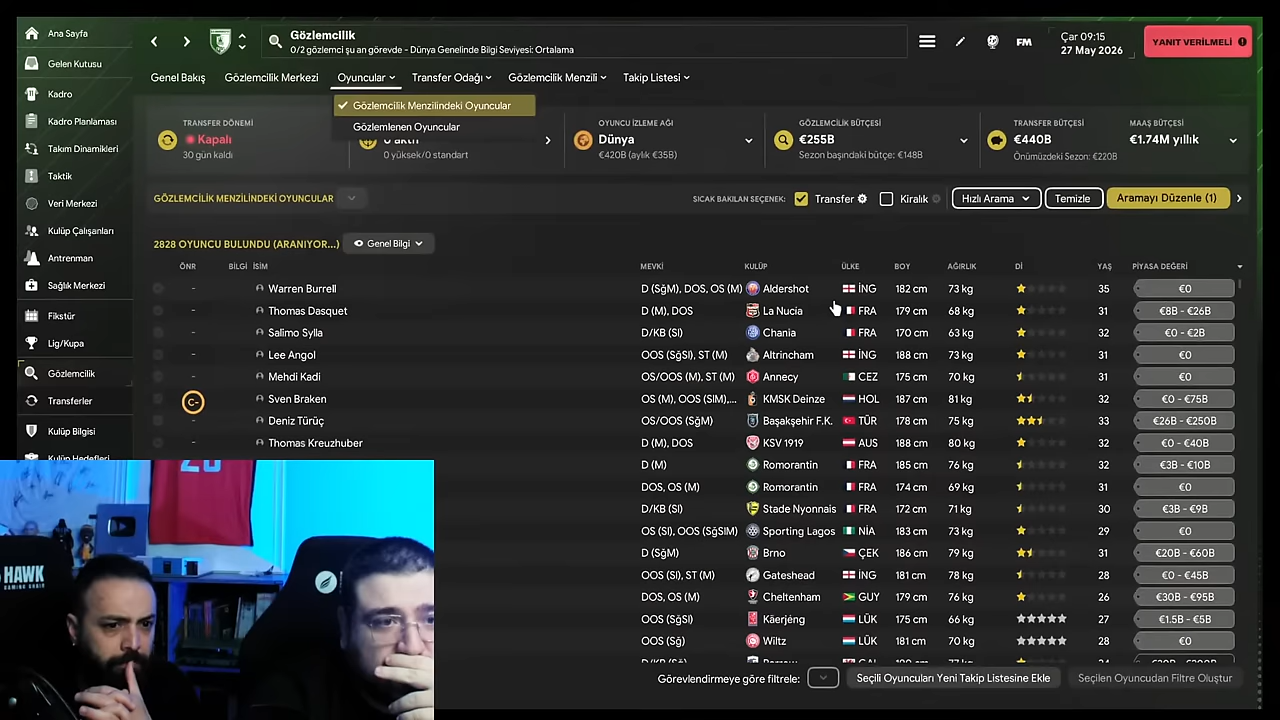 Ana Sayfa
Gelen Kutusu
Kadro
Kadro Planlaması
Takım Dinamikleri
Taktik
Veri Merkezi
Kulüp Çalışanları
Antrenman
Sağlık Merkezi
Fikstür
Lig/Kupa
Gözlemcilik
Transferler
Kulüp Bilgisi
Kulüp Hedefleri
Gözlemcilik
0/2 gözlemci şu an görevde - Dünya Genelinde Bilgi Seviyesi: Ortalama
FM
Çar 09:15
27 May 2026
YANIT VERİLMELİ
Genel Bakış Gözlemcilik Merkezi Oyuncular Transfer Odağı Gözlemcilik Menzili Takip Listesi
Gözlemcilik Menzilindeki Oyuncular
Gözlemlenen Oyuncular
TRANSFER DÖNEMİ
Kapalı
30 gün kaldı
0 aktif
0 yüksek/0 standart
OYUNCU İZLEME AĞI
Dünya
€420B (aylık €35B)
GÖZLEMCİLİK BÜTÇESİ
€255B
Sezon başındaki bütçe: €148B
TRANSFER BÜTÇESİ
€440B
Önümüzdeki Sezon: €220B
MAAŞ BÜTÇESİ
€1.74M yıllık
GÖZLEMCİLİK MENZİLİNDEKİ OYUNCULAR
SICAK BAKILAN SEÇENEK: Transfer Kiralık Hızlı Arama Temizle Aramayı Düzenle (1)
2828 OYUNCU BULUNDU (ARANIYOR...) Genel Bilgi
ÖNR BİLGİ İSİM MEVKİ KULÜP ÜLKE BOY AĞIRLIK Dİ YAŞ PİYASA DEĞERİ
- Warren Burrell D (SğM), DOS, OS (M) Aldershot İNG 182 cm 73 kg 35 €0
- Thomas Dasquet D (M), DOS La Nucia FRA 179 cm 68 kg 31 €8B - €26B
- Salimo Sylla D/KB (Sl) Chania FRA 170 cm 63 kg 32 €0 - €2B
- Lee Angol OOS (SğSl), ST (M) Altrincham İNG 188 cm 73 kg 31 €0
- Mehdi Kadi OS/OOS (M), ST (M) Annecy CEZ 175 cm 70 kg 31 €0
C- Sven Braken OS (M), OOS (SlM),... KMSK Deinze HOL 187 cm 81 kg 32 €0 - €75B
- Deniz Türüç OS/OOS (SğM) Başakşehir F.K. TÜR 178 cm 75 kg 33 €26B - €250B
- Thomas Kreuzhuber D (M), DOS KSV 1919 AUS 188 cm 80 kg 32 €0 - €40B
D (M) Romorantin FRA 185 cm 76 kg 32 €3B - €10B
DOS, OS (M) Romorantin FRA 174 cm 69 kg 31 €0
D/KB (Sl) Stade Nyonnais FRA 172 cm 71 kg 30 €3B - €9B
OS (Sl), OOS (SğSlM) Sporting Lagos NİA 183 cm 73 kg 29 €0
D (SğM) Brno ÇEK 186 cm 79 kg 31 €20B - €60B
OOS (Sl), ST (M) Gateshead İNG 181 cm 78 kg 28 €0 - €45B
DOS, OS (M) Cheltenham GUY 179 cm 76 kg 26 €30B - €95B
OOS (SğSl) Käerjéng LÜK 175 cm 66 kg 27 €1.5B - €5B
OOS (Sğ) Wiltz LÜK 181 cm 70 kg 28 €0
Görevlendirmeye göre filtrele: Seçili Oyuncuları Yeni Takip Listesine Ekle Seçilen Oyuncudan Filtre Oluştur
HAWK